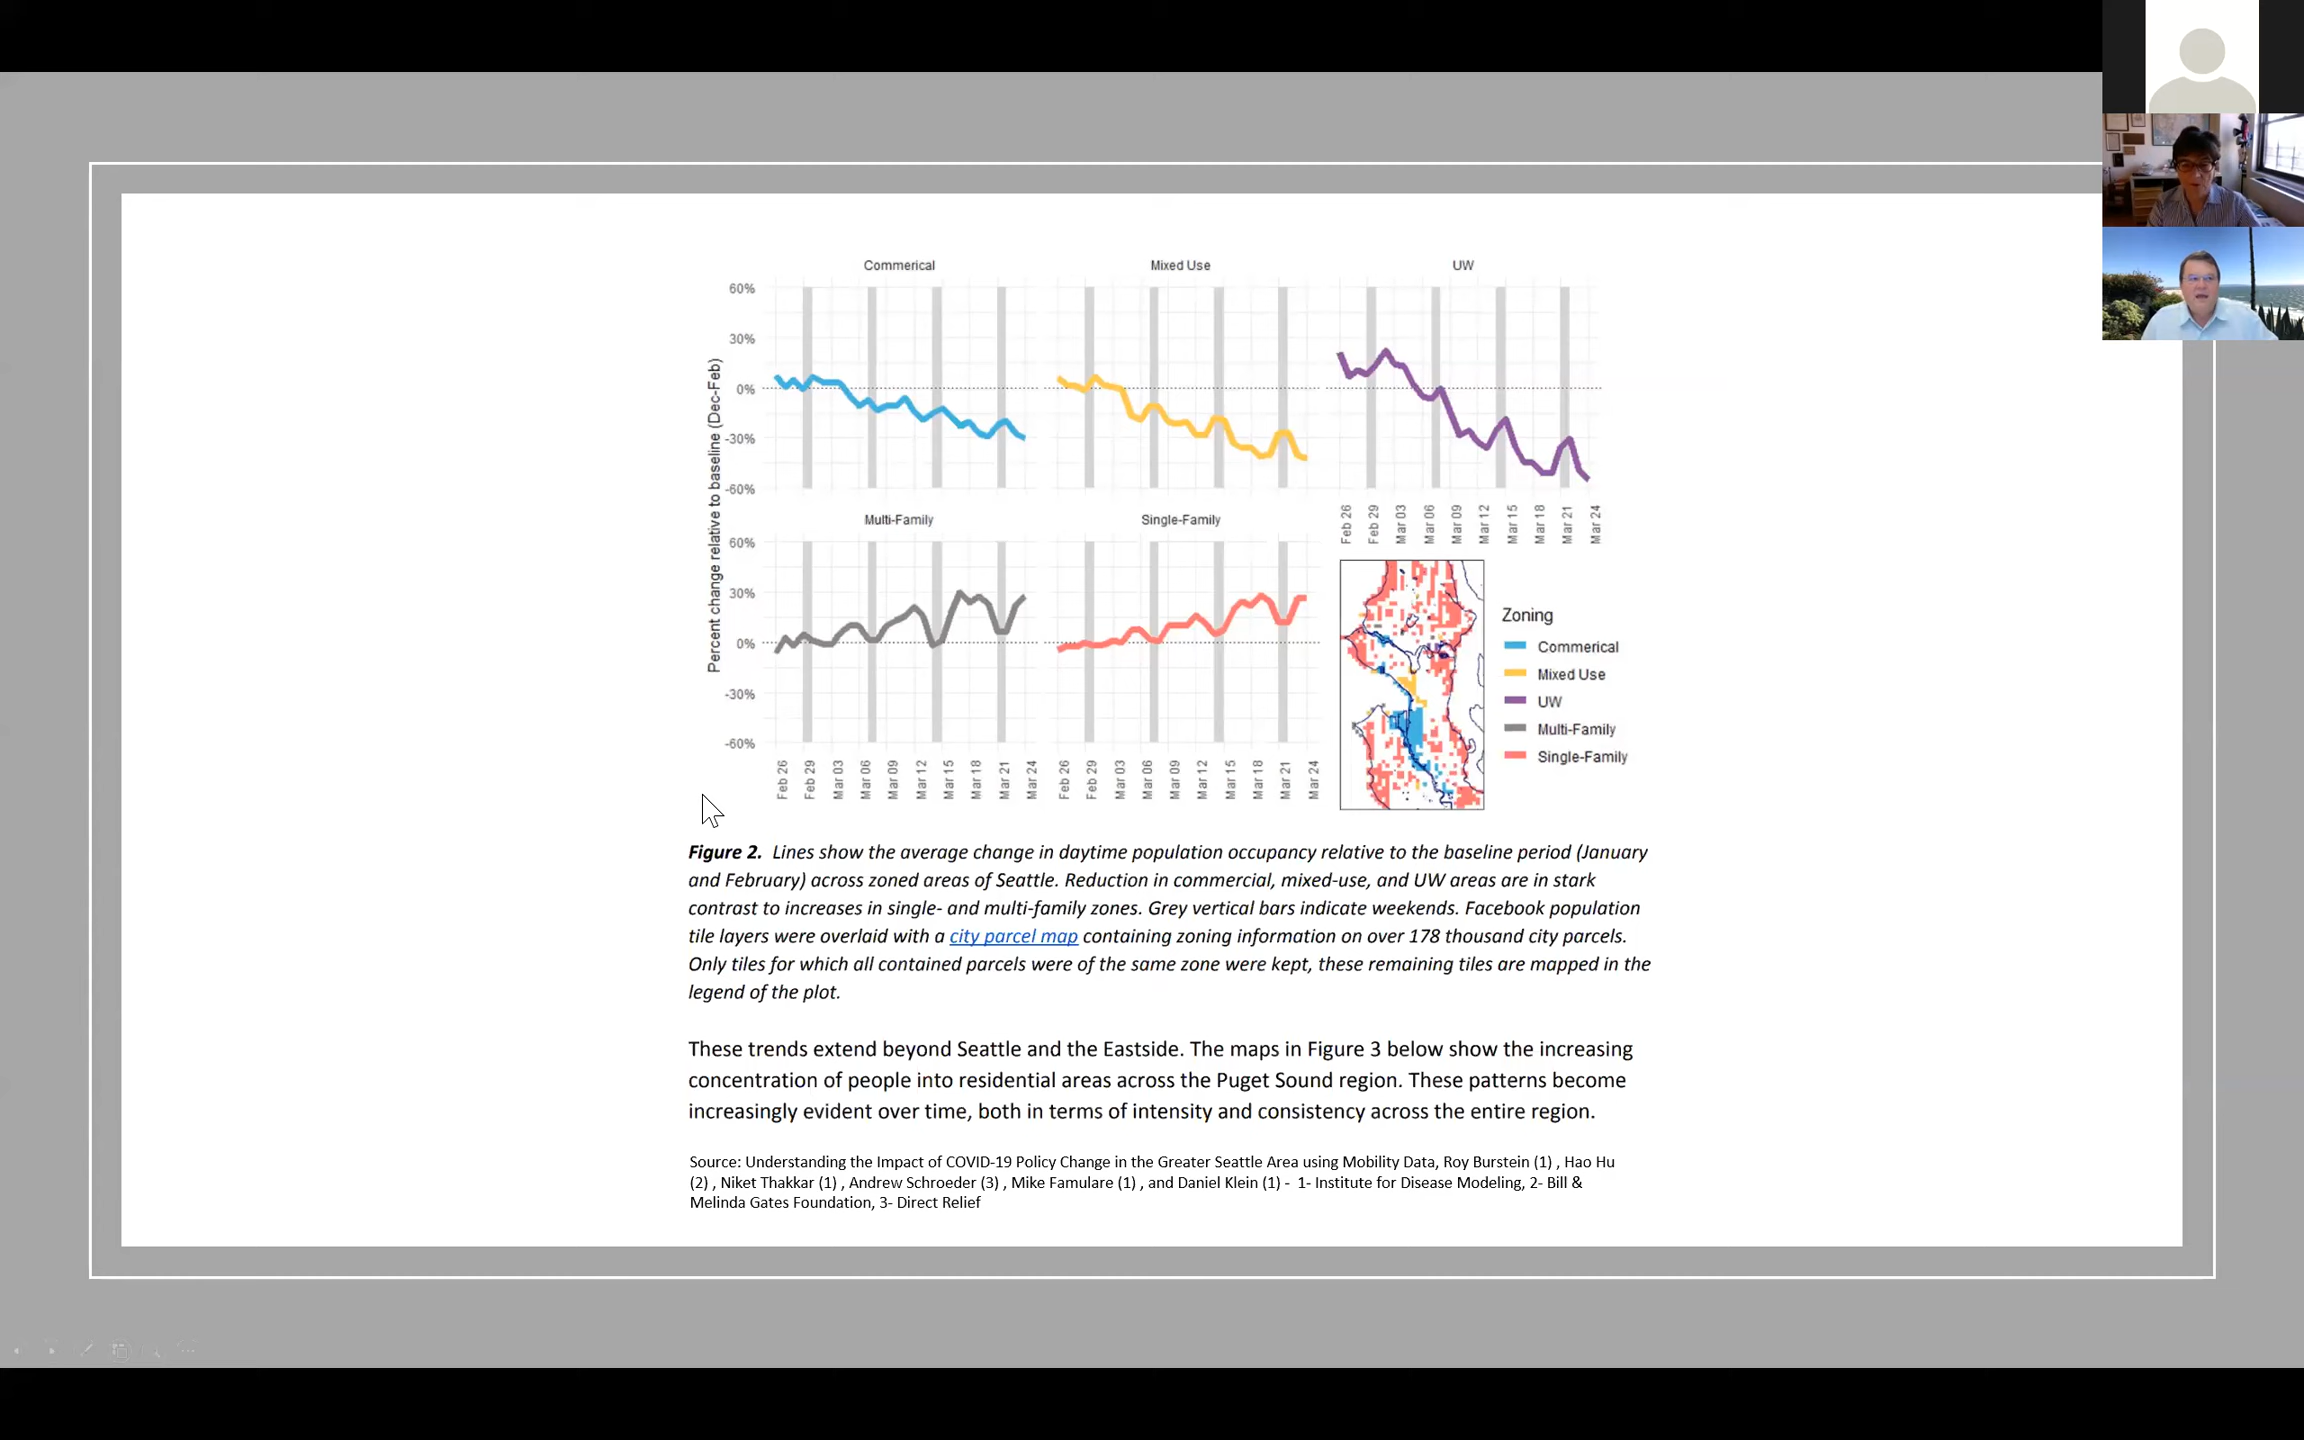 Commerical
Mixed Use
UW
Percent change relative to baseline (Dec-Feb)
60%
30%
0%
-30%
-60%
Feb 26
Feb 29
Mar 03
Mar 06
Mar 09
Mar 12
Mar 15
Mar 18
Mar 21
Mar 24
Multi-Family
Single-Family
60%
30%
0%
-30%
-60%
Feb 26
Feb 29
Mar 03
Mar 06
Mar 09
Mar 12
Mar 15
Mar 18
Mar 21
Mar 24
Feb 26
Feb 29
Mar 03
Mar 06
Mar 09
Mar 12
Mar 15
Mar 18
Mar 21
Mar 24
Zoning
Commerical
Mixed Use
UW
Multi-Family
Single-Family
Figure 2. Lines show the average change in daytime population occupancy relative to the baseline period (January
and February) across zoned areas of Seattle. Reduction in commercial, mixed-use, and UW areas are in stark
contrast to increases in single- and multi-family zones. Grey vertical bars indicate weekends. Facebook population
tile layers were overlaid with a city parcel map containing zoning information on over 178 thousand city parcels.
Only tiles for which all contained parcels were of the same zone were kept, these remaining tiles are mapped in the
legend of the plot.
These trends extend beyond Seattle and the Eastside. The maps in Figure 3 below show the increasing
concentration of people into residential areas across the Puget Sound region. These patterns become
increasingly evident over time, both in terms of intensity and consistency across the entire region.
Source: Understanding the Impact of COVID-19 Policy Change in the Greater Seattle Area using Mobility Data, Roy Burstein (1) , Hao Hu
(2) , Niket Thakkar (1) , Andrew Schroeder (3) , Mike Famulare (1) , and Daniel Klein (1) - 1- Institute for Disease Modeling, 2- Bill &
Melinda Gates Foundation, 3- Direct Relief